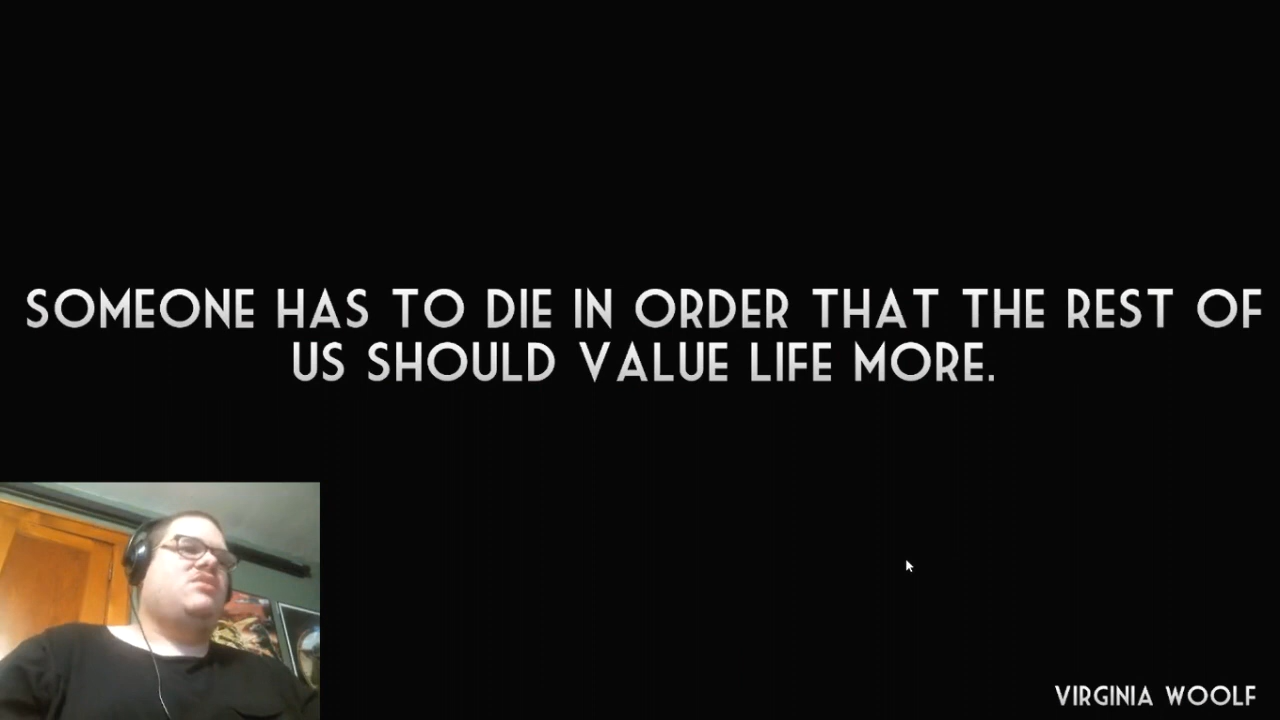 SOMEONE HAS TO DIE IN ORDER THAT THE REST OF
US SHOULD VALUE LIFE MORE.
VIRGINIA WOOLF